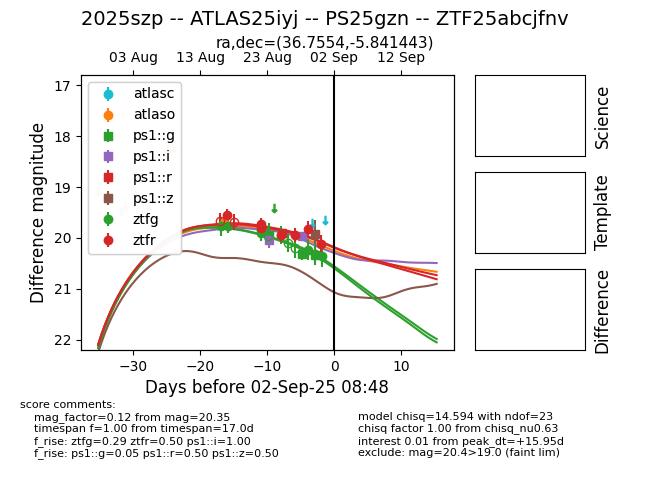 2025szp -- ATLAS25iyj -- PS25gzn -- ZTF25abcjfnv
ra,dec=(36.7554,-5.841443)
03 Aug 13 Aug 23 Aug 02 Sep 12 Sep
17
18
19
20
21
22
Difference magnitude
atlasc
atlaso
ps1::g
ps1::i
ps1::r
ps1::z
ztfg
ztfr
−30 −20 −10 0 10
Days before 02-Sep-25 08:48
Science
Template
Difference
score comments:
mag_factor=0.12 from mag=20.35
timespan f=1.00 from timespan=17.0d
f_rise: ztfg=0.29 ztfr=0.50 ps1::i=1.00
f_rise: ps1::g=0.05 ps1::r=0.50 ps1::z=0.50
model chisq=14.594 with ndof=23
chisq factor 1.00 from chisq_nu0.63
interest 0.01 from peak_dt=+15.95d
exclude: mag=20.4>19.0 (faint lim)